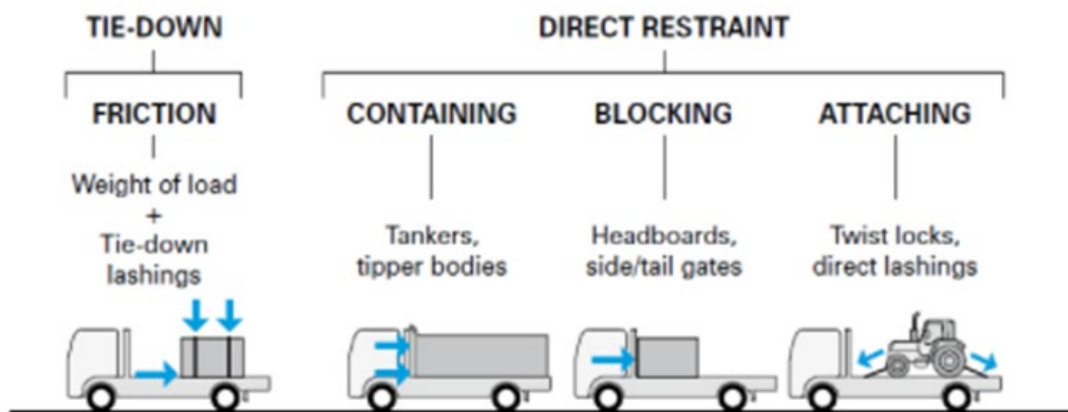 TIE-DOWN
DIRECT RESTRAINT
FRICTION
CONTAINING
BLOCKING
ATTACHING
Weight of load
+
Tie-down
lashings
Tankers,
tipper bodies
Headboards,
side/tail gates
Twist locks,
direct lashings